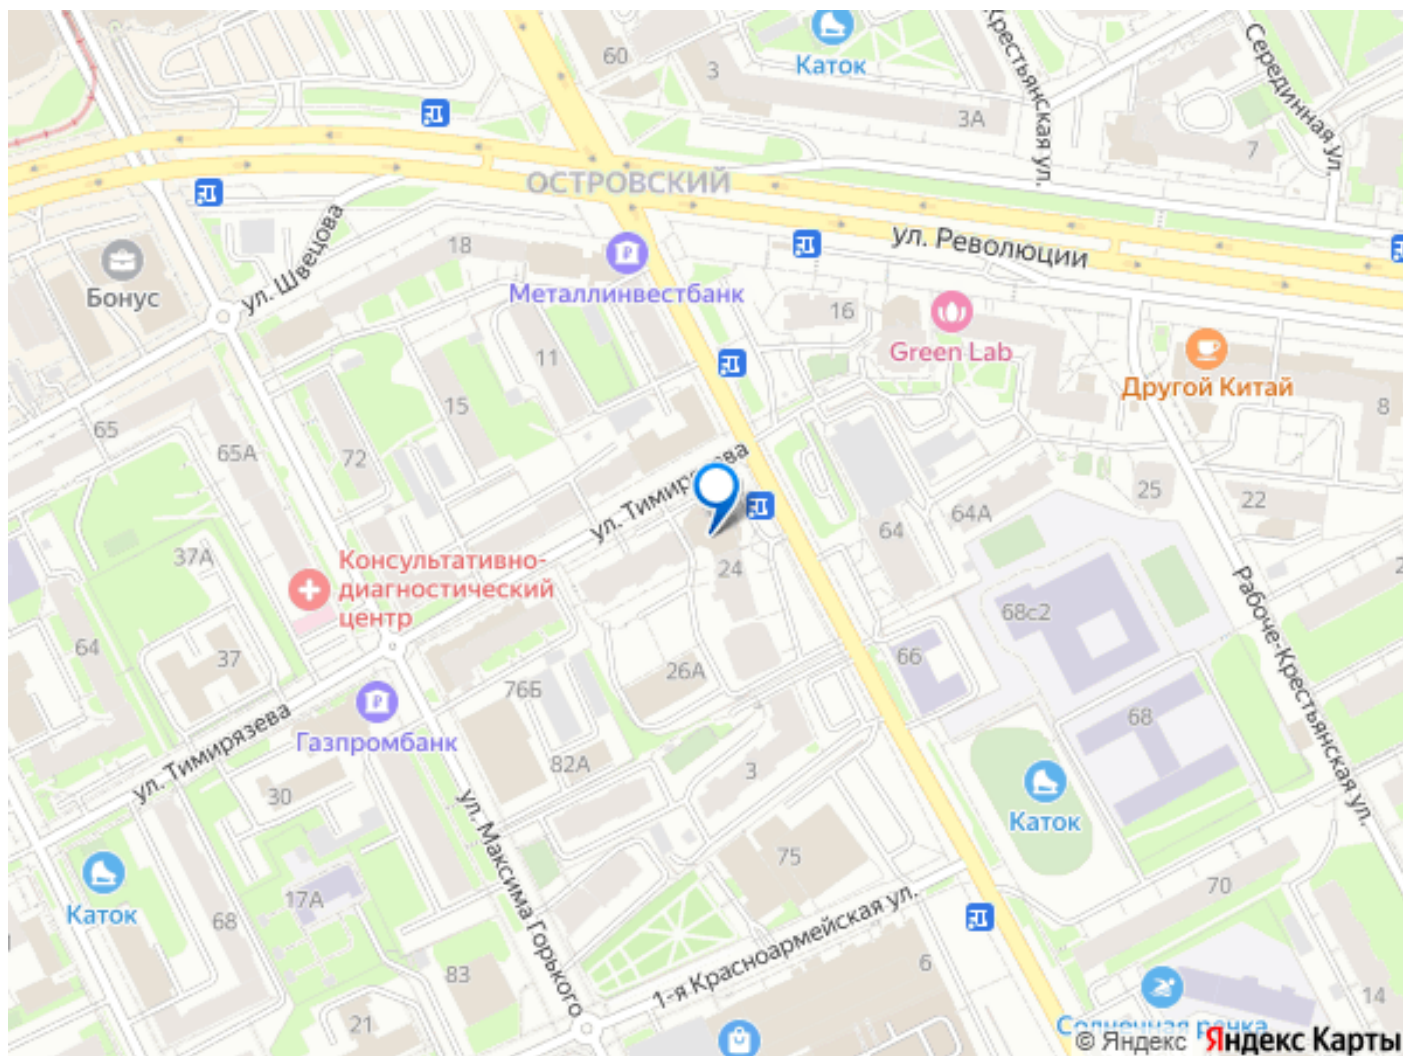 60
3
Каток
3А
Крестьянская ул.
Серединная ул.
7
ОСТРОВСКИЙ
ул. Революции
18
ул. Швецова
Бонус
Металлинвестбанк
16
Green Lab
Другой Китай
11
15
8
65
65А
72
ул. Тимирязева
25
22
64А
64
24
37А
Консультативно-
диагностический
центр
68с2
Рабоче-Крестьянская ул.
64
37
66
26А
76Б
68
Газпромбанк
ул. Тимирязева
82А
3
30
Каток
ул. Максима Горького
75
Каток
17А
68
70
1-я Красноармейская ул.
83
6
14
21
Солнечная речка
© Яндекс Яндекс Карты